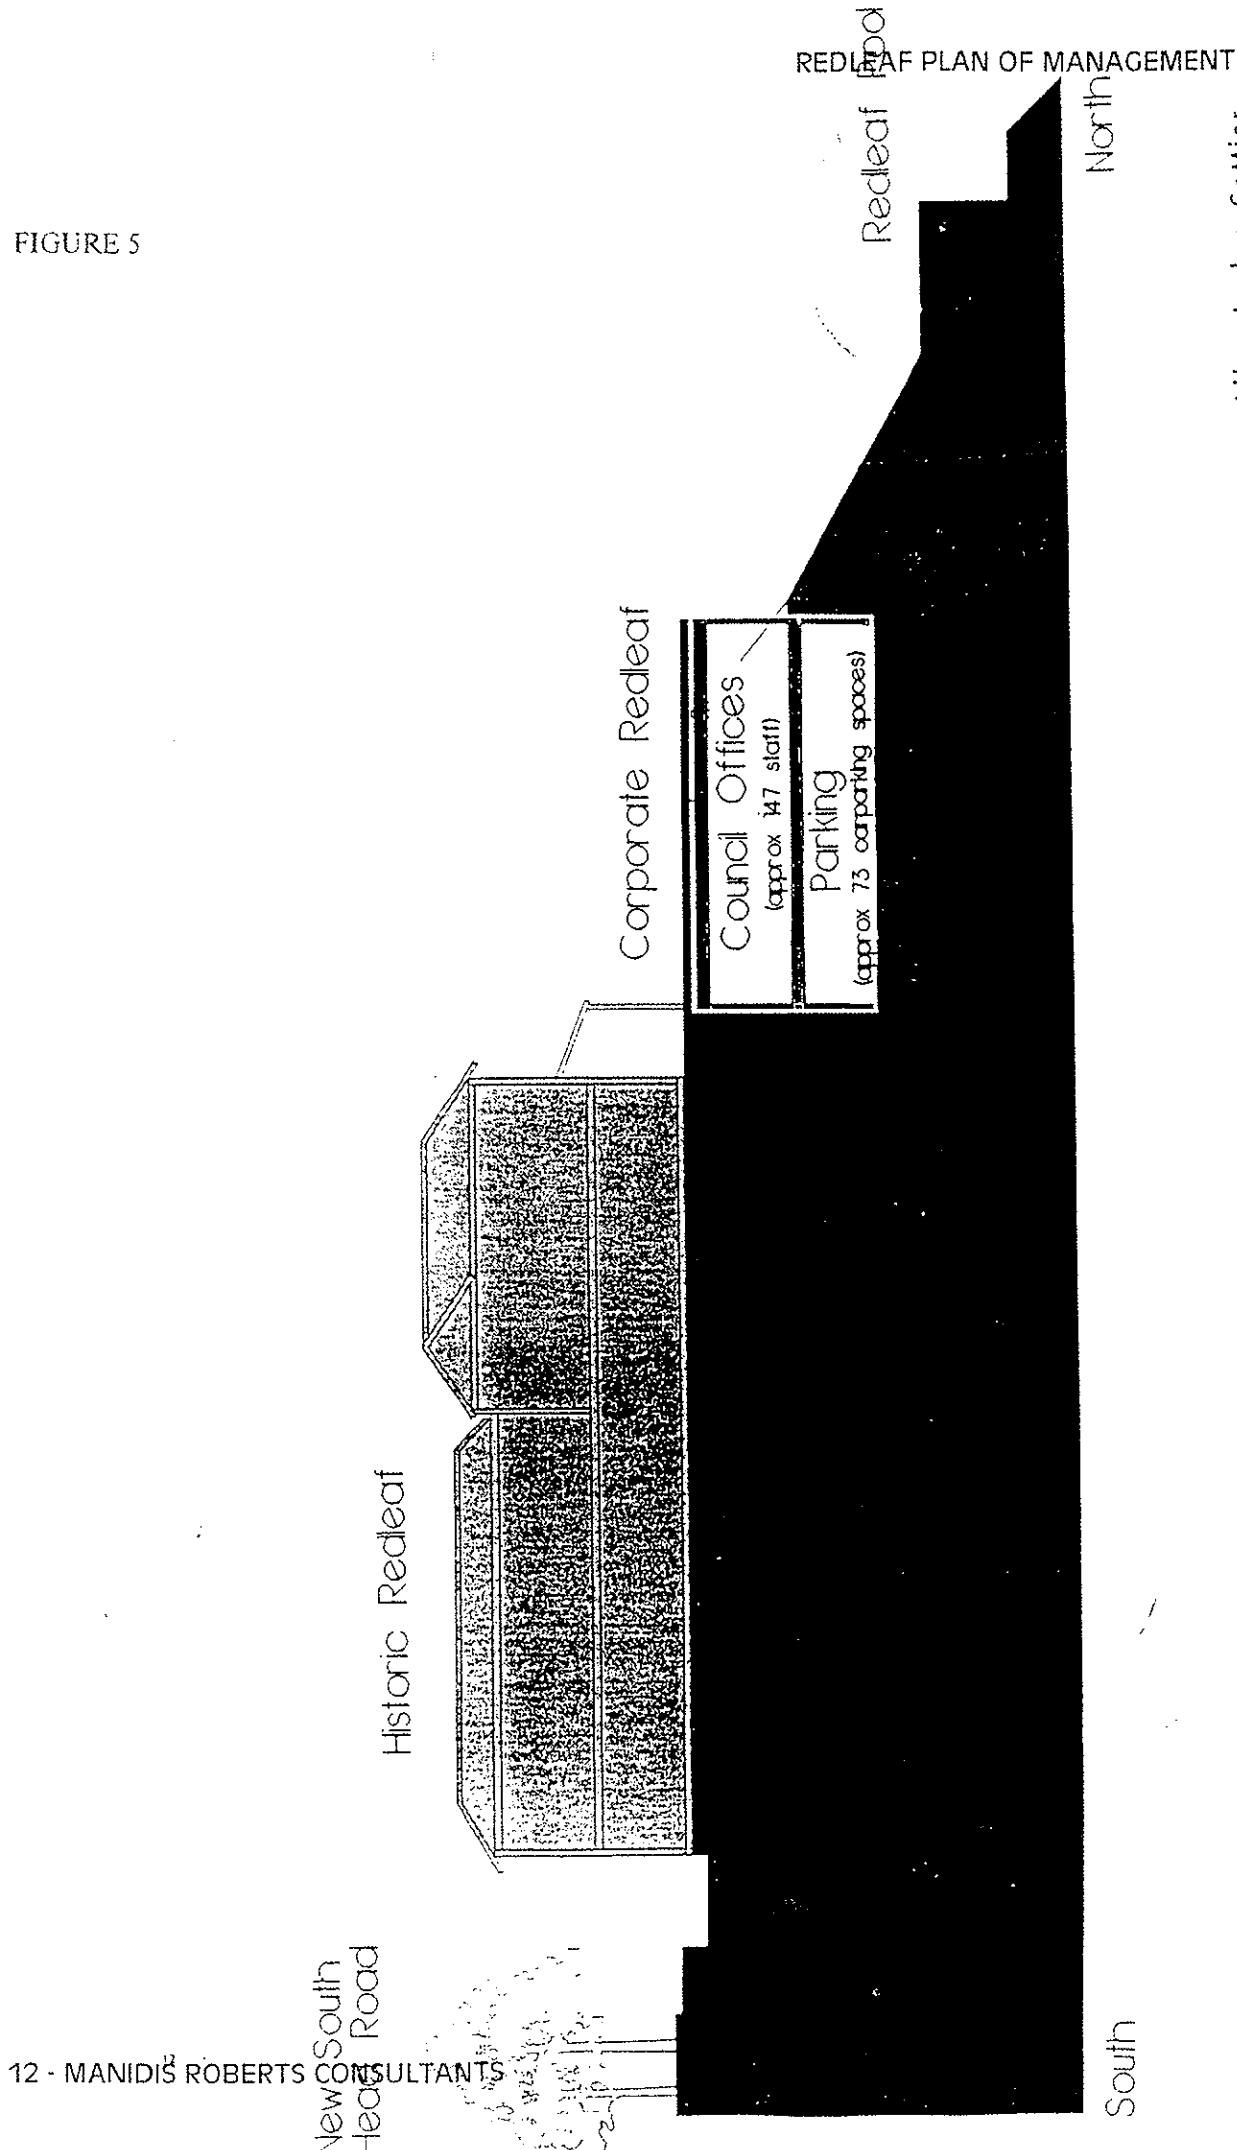 REDLEAF PLAN OF MANAGEMENT
FIGURE 5
New South
Head Road
Historic Redleaf
Corporate Redleaf
Council Offices
(approx 147 staff)
Parking
(approx 73 carparking spaces)
Redleaf Pool
South
North
12 - MANIDIS ROBERTS CONSULTANTS